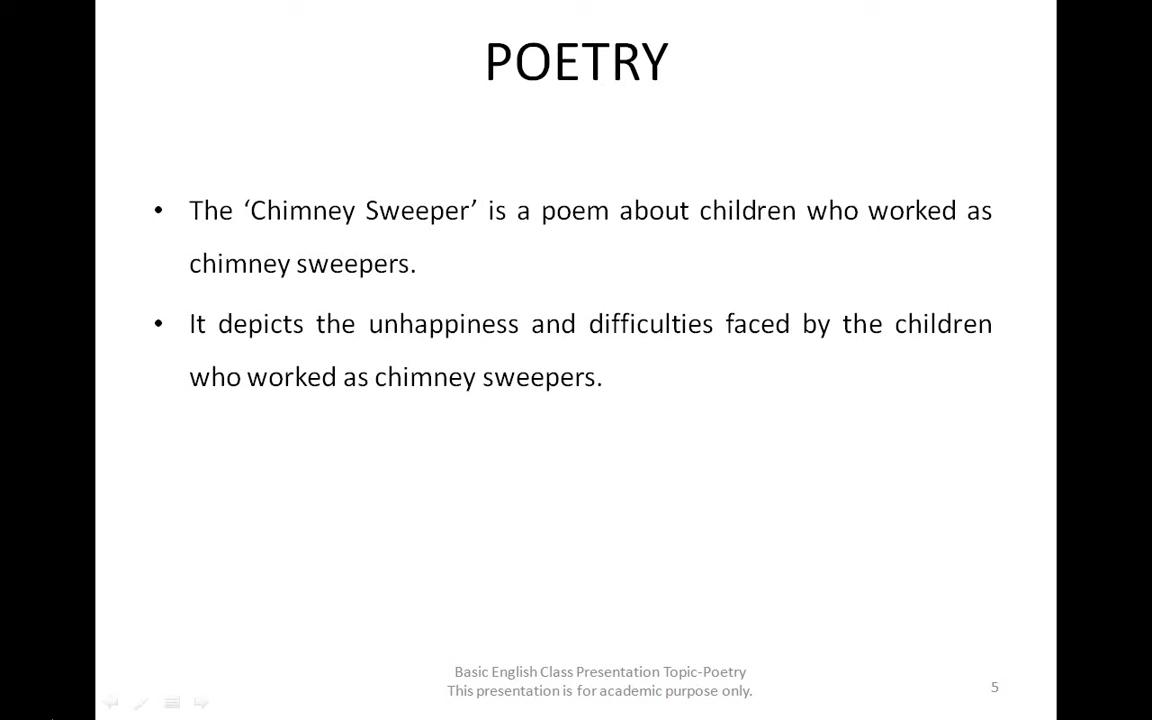 POETRY
• The ‘Chimney Sweeper’ is a poem about children who worked as
chimney sweepers.
• It depicts the unhappiness and difficulties faced by the children
who worked as chimney sweepers.
Basic English Class Presentation Topic-Poetry
This presentation is for academic purpose only.
5